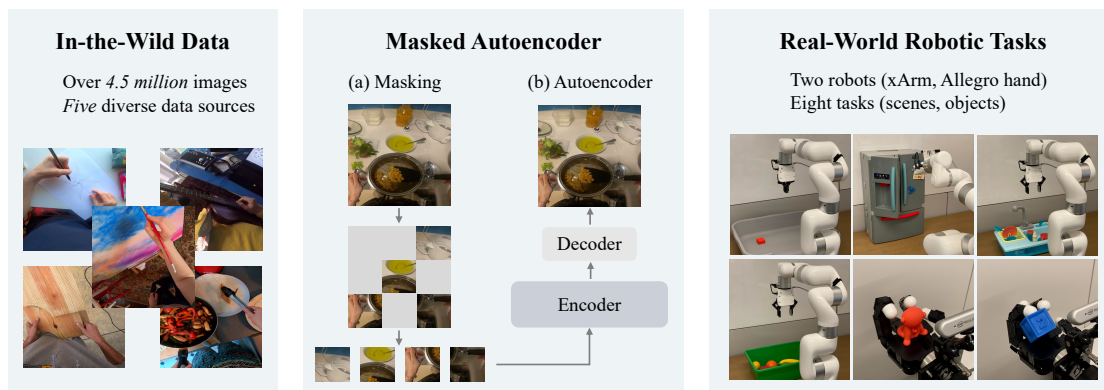 In-the-Wild Data
Over 4.5 million images
Five diverse data sources
Masked Autoencoder
(a) Masking
(b) Autoencoder
Decoder
Encoder
Real-World Robotic Tasks
Two robots (xArm, Allegro hand)
Eight tasks (scenes, objects)